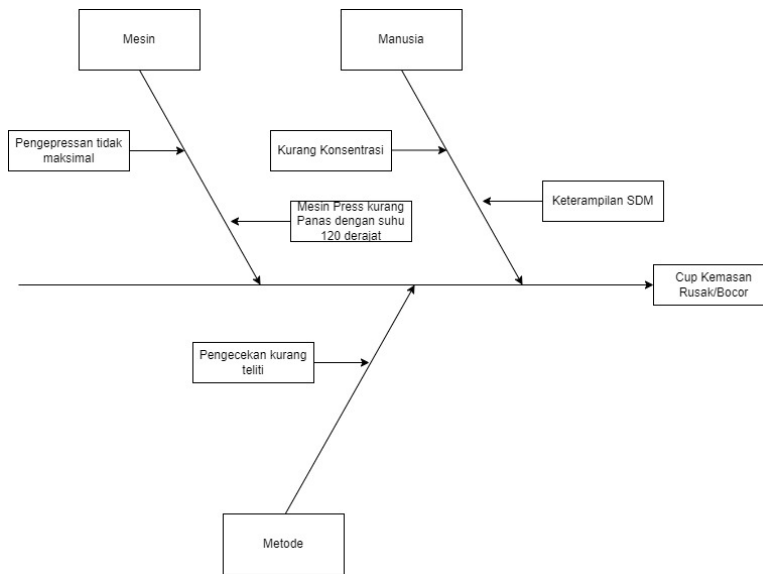 Mesin
Manusia
Pengepressan tidak
maksimal
Kurang Konsentrasi
Mesin Press kurang
Panas dengan suhu
120 derajat
Keterampilan SDM
Cup Kemasan
Rusak/Bocor
Pengecekan kurang
teliti
Metode